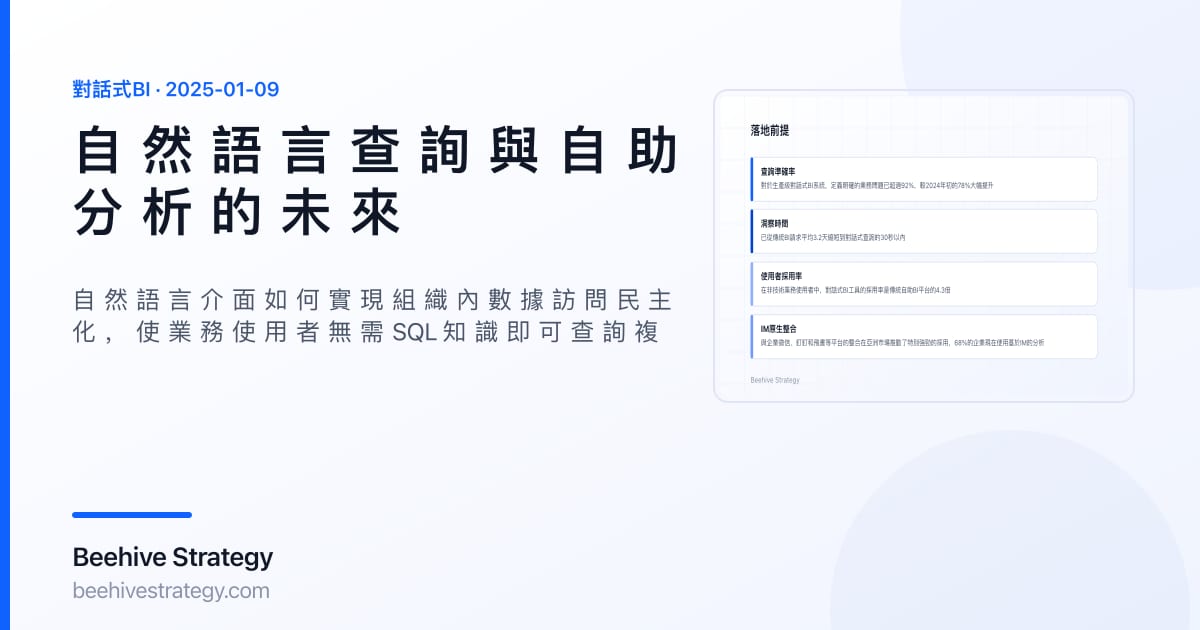 對話式BI · 2025-01-09
自然語言查詢與自助
分析的未來
自然語言介面如何實現組織內數據訪問民主
化，使業務使用者無需SQL知識即可查詢複
落地前提
查詢準確率
對於生產級對話式BI系統，定義明確的業務問題已超過92%，較2024年初的78%大幅提升
洞察時間
已從傳統BI請求平均3.2天縮短到對話式查詢的30秒以內
使用者採用率
在非技術業務使用者中，對話式BI工具的採用率是傳統自助BI平台的4.3倍
IM原生整合
與企業微信、釘釘和飛書等平台的整合在亞洲市場推動了特別強勁的採用，68%的企業現在使用基於IM的分析
Beehive Strategy
Beehive Strategy
beehivestrategy.com